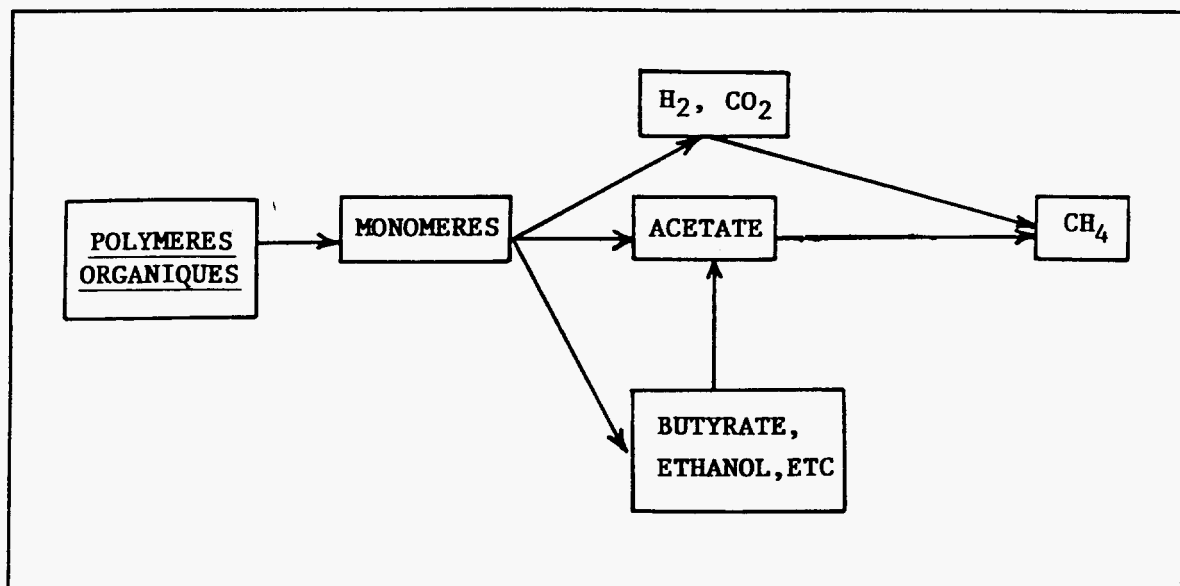 H₂, CO₂
POLYMERES
ORGANIQUES
MONOMERES
ACETATE
CH₄
BUTYRATE,
ETHANOL,ETC